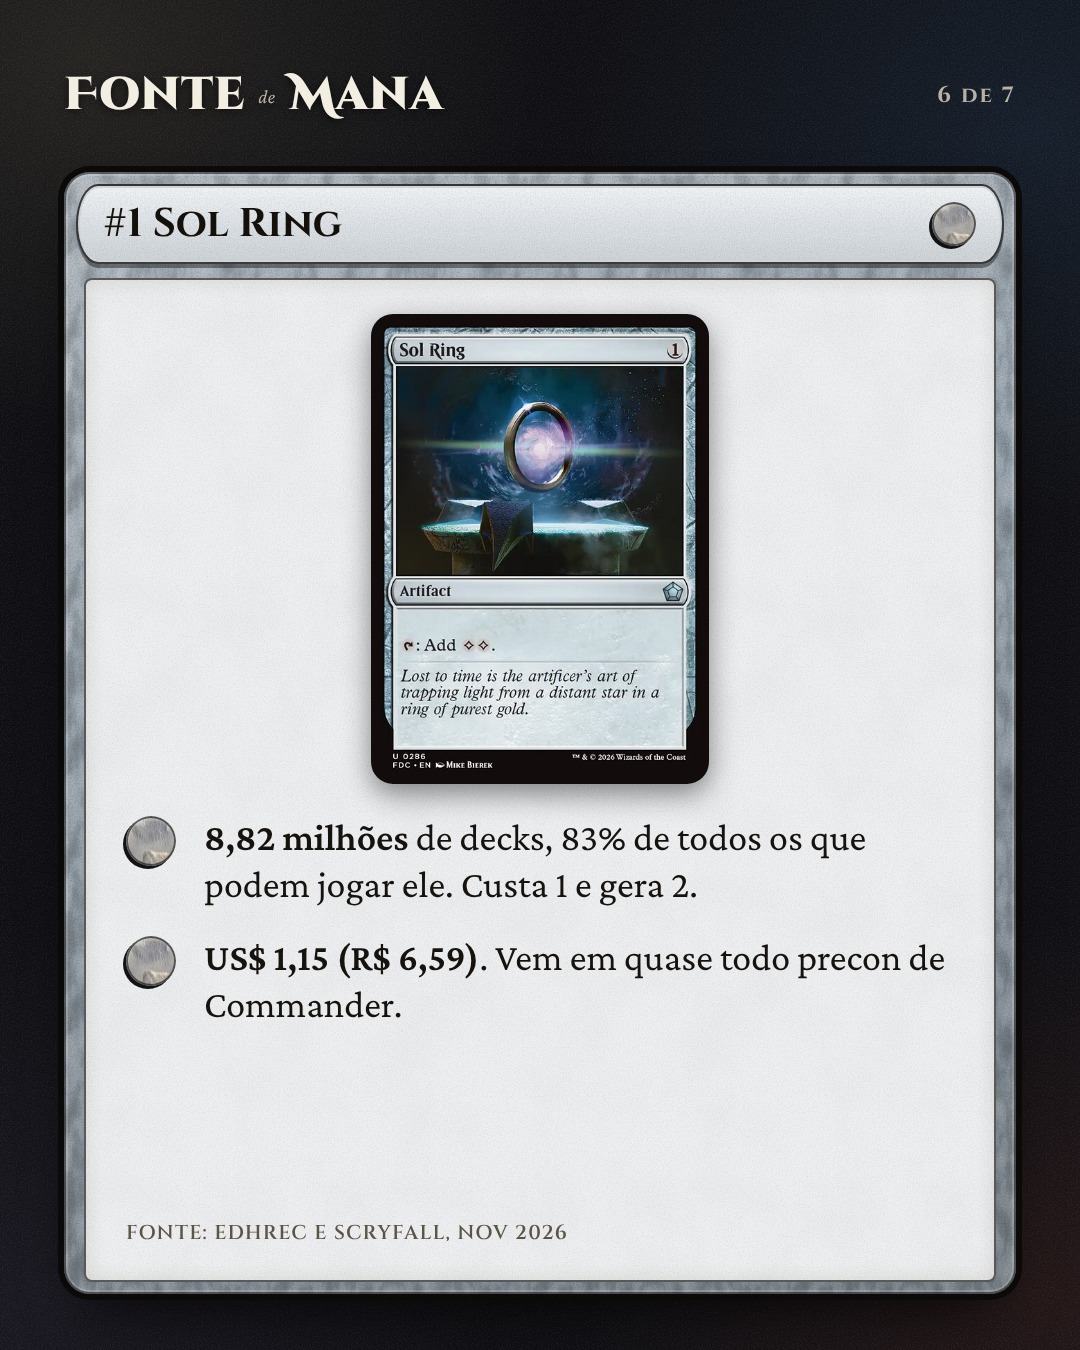 FONTE de MANA
6 DE 7
#1 SOL RING
Sol Ring 1
Artifact
: Add .
Lost to time is the artificer's art of
trapping light from a distant star in a
ring of purest gold.
U 0286
FDC • EN MIKE BIEREK
™ & © 2026 Wizards of the Coast
8,82 milhões de decks, 83% de todos os que
podem jogar ele. Custa 1 e gera 2.
US$ 1,15 (R$ 6,59). Vem em quase todo precon de
Commander.
FONTE: EDHREC E SCRYFALL, NOV 2026